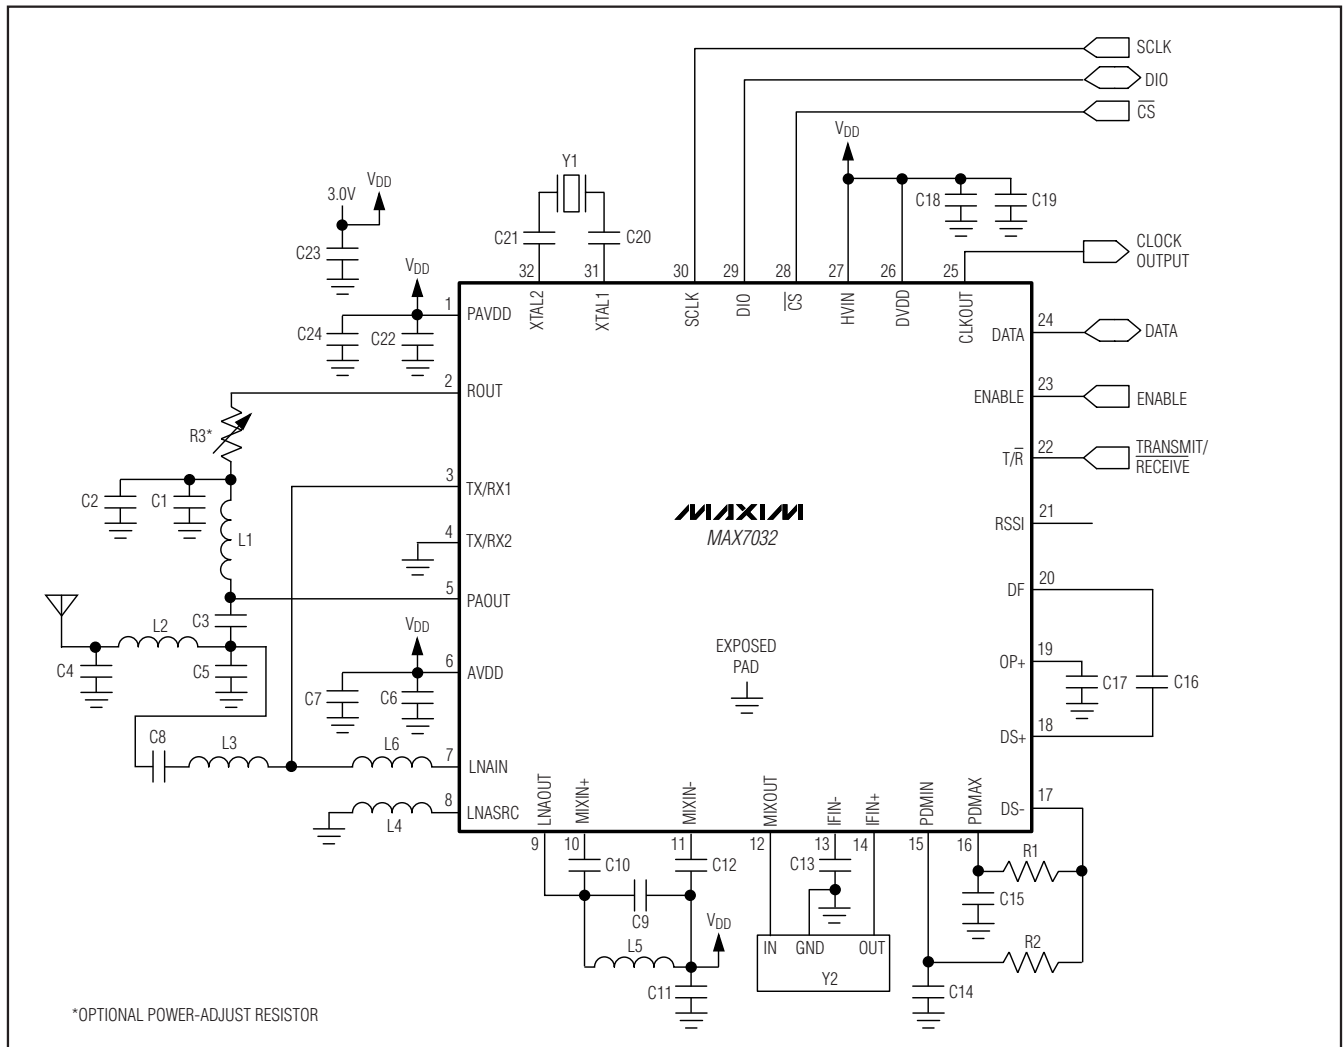 SCLK
DIO
C̅S̅
VDD
Y1
VDD
3.0V
C18
C19
C21
C20
C23
CLOCK
OUTPUT
VDD
32
31
30
29
28
27
26
25
1
PAVDD
XTAL2
XTAL1
SCLK
DIO
C̅S̅
HVIN
DVDD
CLKOUT
24
DATA
DATA
C24
C22
2
ROUT
23
ENABLE
ENABLE
R3*
22
T/R̅
TRANSMIT/
R̅E̅C̅E̅I̅V̅E̅
3
TX/RX1
C2
C1
MAXIM
MAX7032
21
RSSI
4
TX/RX2
L1
5
PAOUT
20
DF
C3
L2
VDD
EXPOSED
PAD
19
OP+
C4
C5
6
AVDD
C17
C16
C7
C6
18
DS+
C8
L3
L6
7
LNAIN
8
LNASRC
L4
LNAOUT
MIXIN+
MIXIN-
MIXOUT
IFIN-
IFIN+
PDMIN
PDMAX
17
DS-
9
10
11
12
13
14
15
16
R1
C10
C12
C13
C15
C9
VDD
L5
IN
GND
OUT
R2
Y2
C11
C14
*OPTIONAL POWER-ADJUST RESISTOR